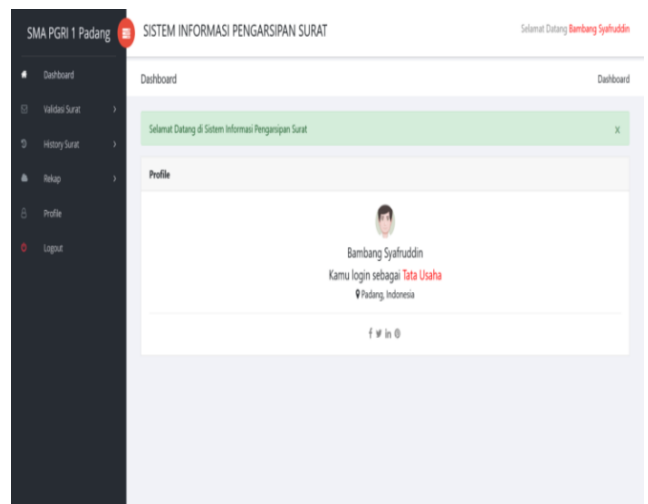 SMA PGRI 1 Padang
SISTEM INFORMASI PENGARSIPAN SURAT
Selamat Datang Bambang Syafruddin
Dashboard
Validasi Surat
History Surat
Rekap
Profile
Logout
Dashboard
Dashboard
Selamat Datang di Sistem Informasi Pengarsipan Surat
X
Profile
Bambang Syafruddin
Kamu login sebagai Tata Usaha
Padang, Indonesia